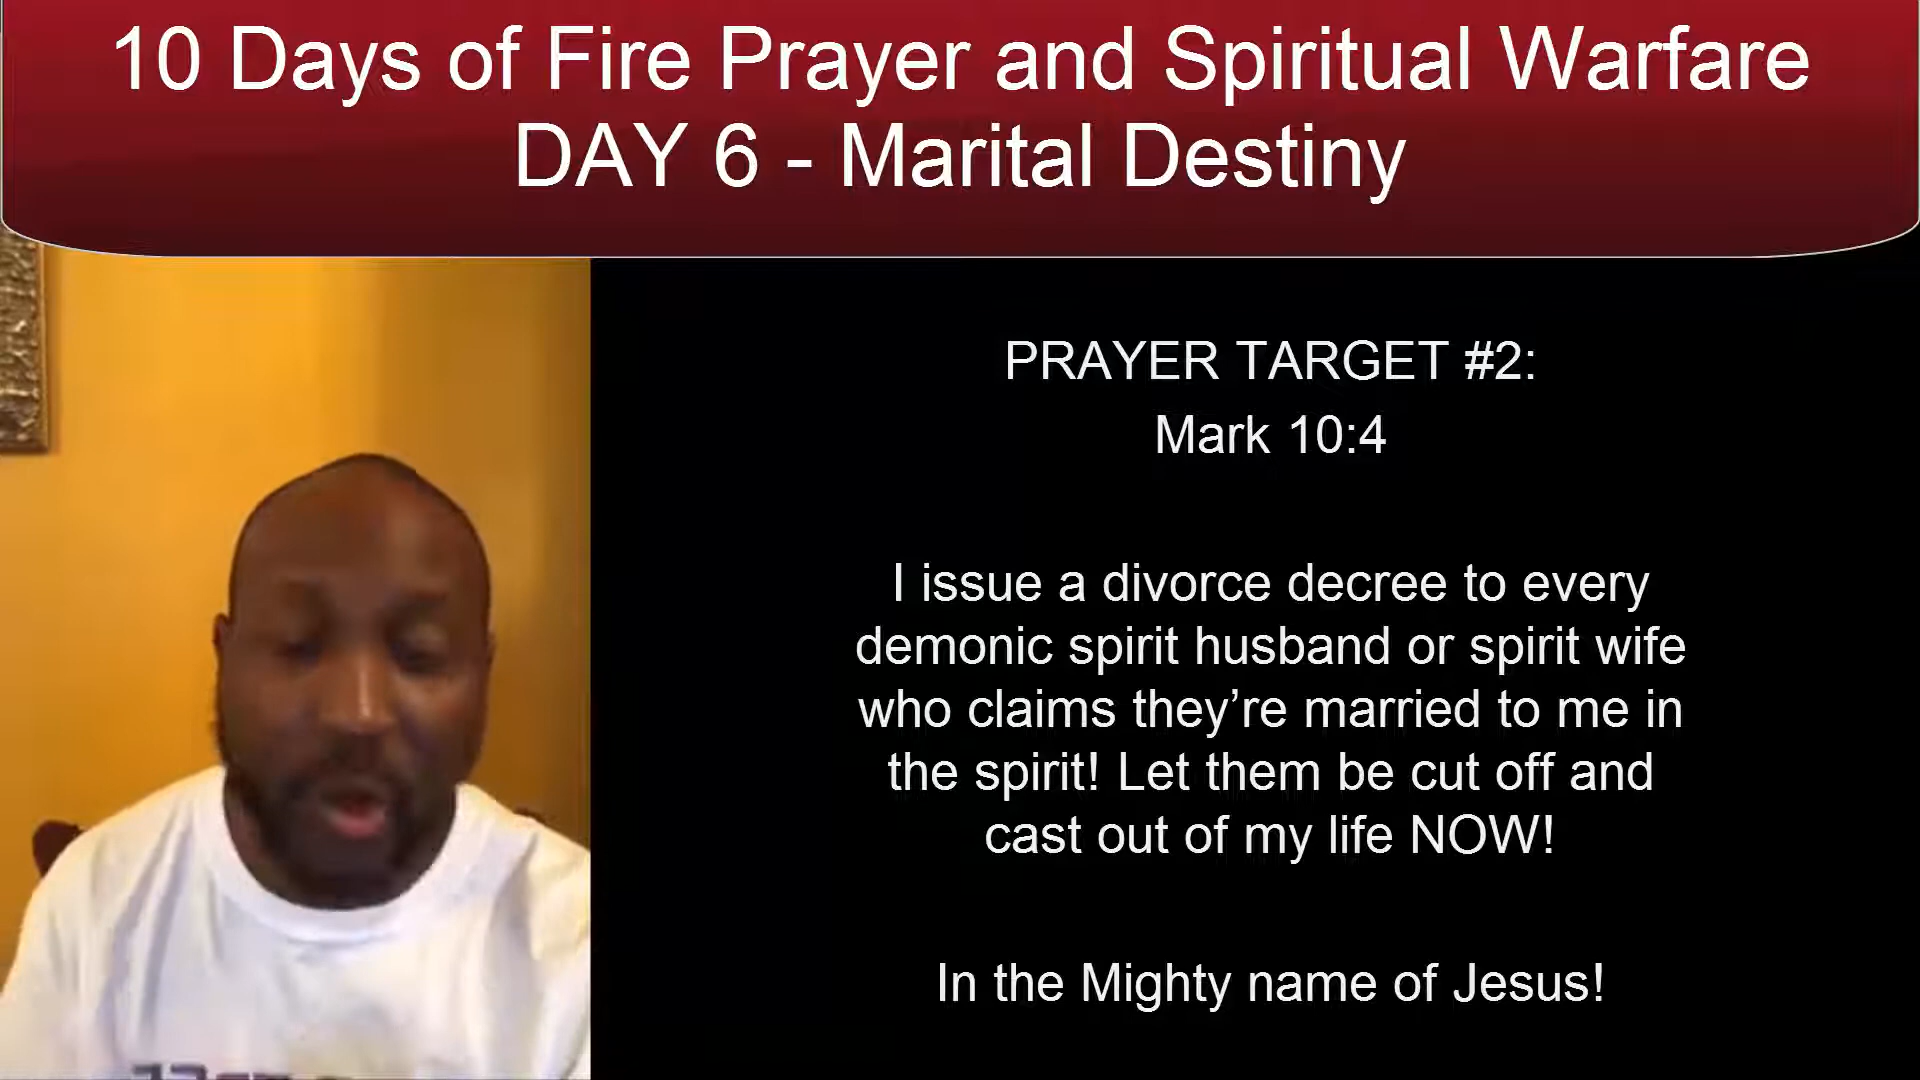 10 Days of Fire Prayer and Spiritual Warfare
DAY 6 - Marital Destiny
PRAYER TARGET #2:
Mark 10:4
I issue a divorce decree to every
demonic spirit husband or spirit wife
who claims they’re married to me in
the spirit! Let them be cut off and
cast out of my life NOW!
In the Mighty name of Jesus!